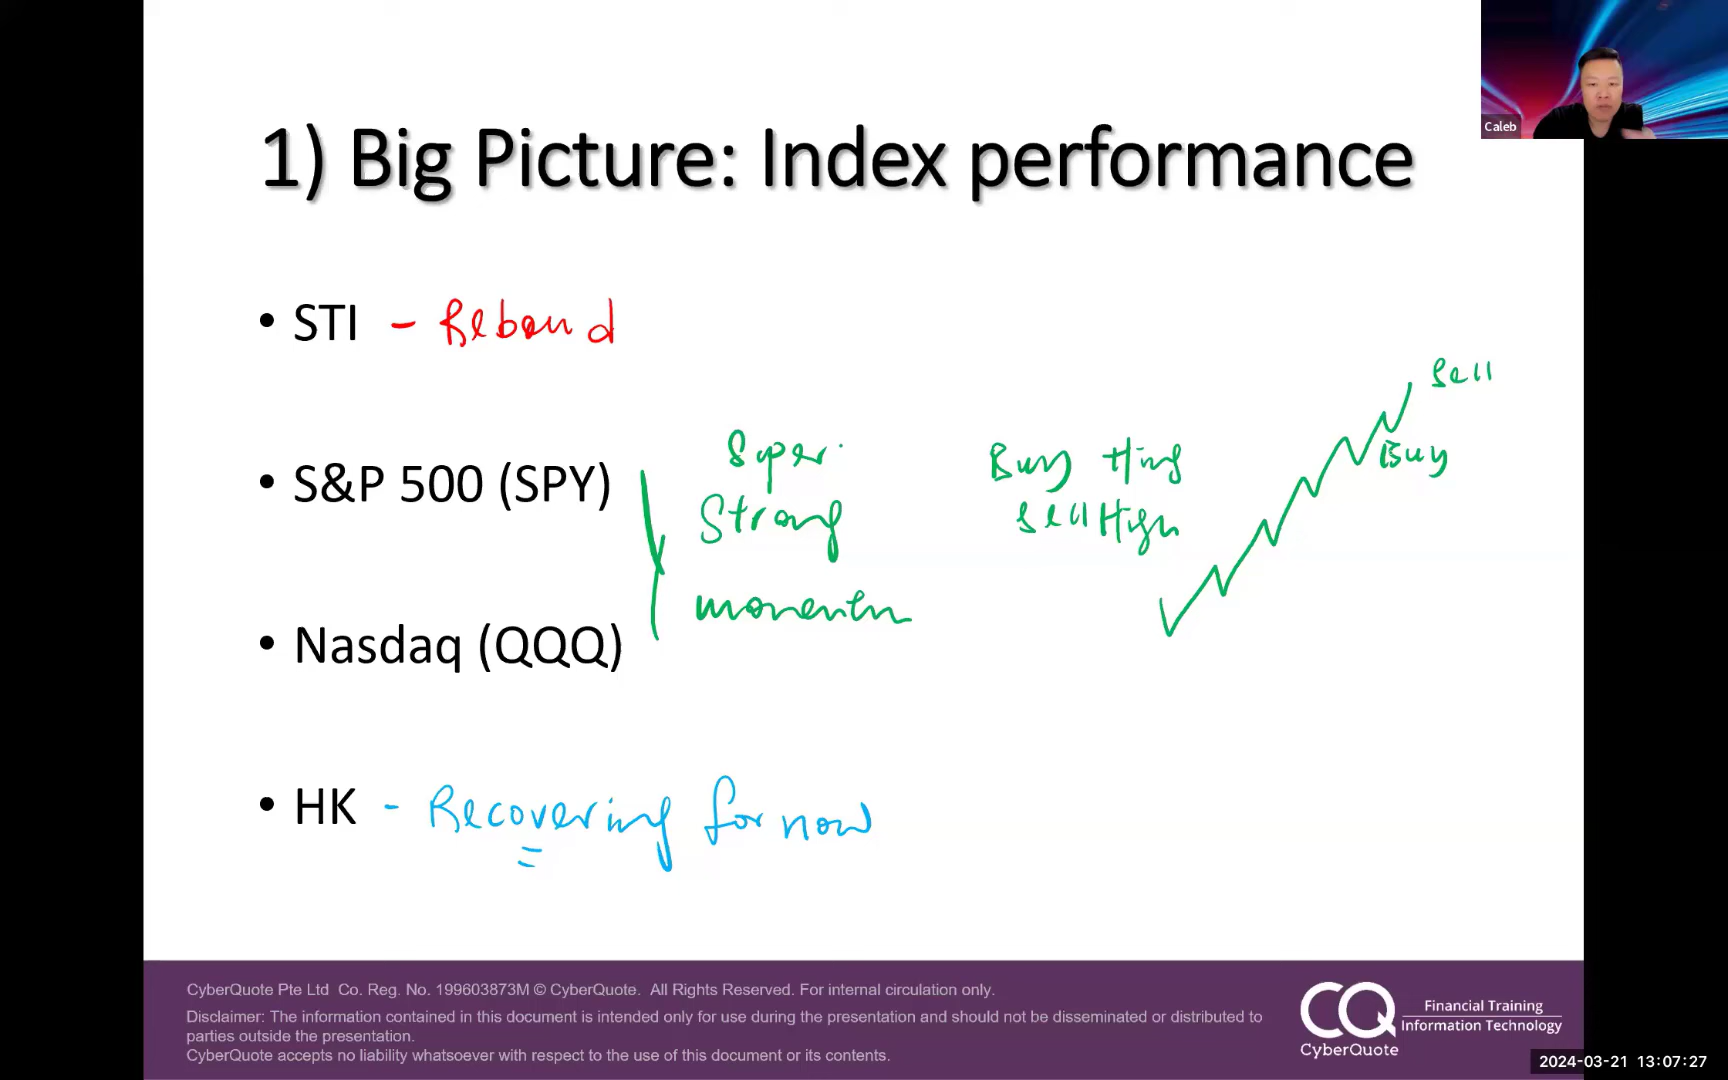 Caleb
1) Big Picture: Index performance
• STI - Rebound
Sell
• S&P 500 (SPY)
Super
Strong
momentum
Buy High
Sell High
Buy
• Nasdaq (QQQ)
• HK - Recovering for now
CyberQuote Pte Ltd Co. Reg. No. 199603873M © CyberQuote. All Rights Reserved. For internal circulation only.
Disclaimer: The information contained in this document is intended only for use during the presentation and should not be disseminated or distributed to
parties outside the presentation.
CyberQuote accepts no liability whatsoever with respect to the use of this document or its contents.
CQ
CyberQuote
Financial Training
Information Technology
2024-03-21 13:07:27